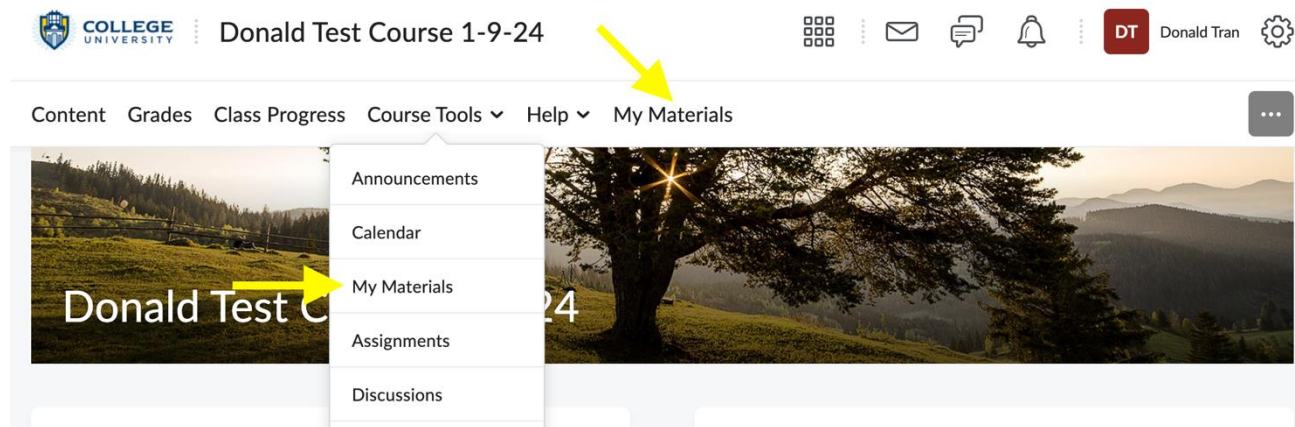 COLLEGE
UNIVERSITY
Donald Test Course 1-9-24
DT
Donald Tran
Content Grades Class Progress Course Tools Help My Materials
Announcements
Calendar
My Materials
Assignments
Discussions
Donald Test C
24